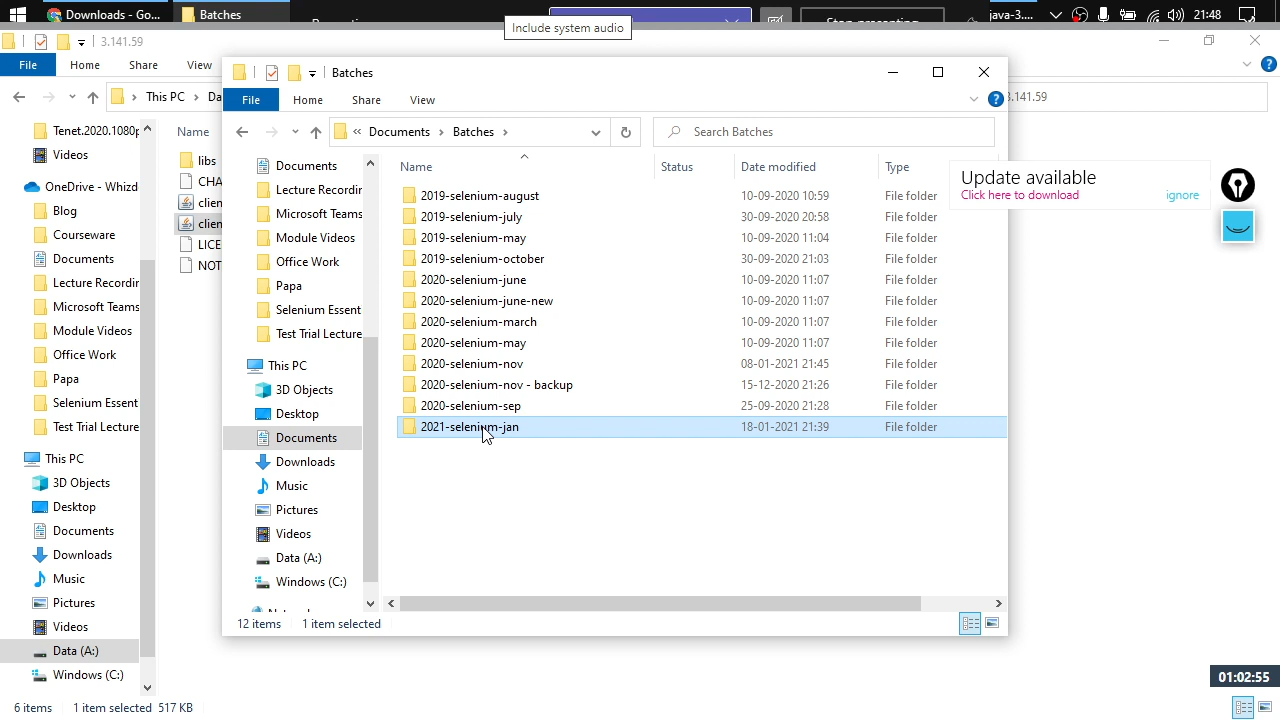 Downloads - Go...
Batches
Include system audio
java-3....
21:48
3.141.59
File
Home
Share
View
This PC
Da
3.141.59
Name
libs
CHA
clien
clien
LICE
NOT
Tenet.2020.1080p
Videos
OneDrive - Whizd
Blog
Courseware
Documents
Lecture Recordin
Microsoft Teams
Module Videos
Office Work
Papa
Selenium Essent
Test Trial Lecture
This PC
3D Objects
Desktop
Documents
Downloads
Music
Pictures
Videos
Data (A:)
Windows (C:)
6 items
1 item selected 517 KB
Batches
File
Home
Share
View
Documents
Batches
Search Batches
Documents
Lecture Recordin
Microsoft Teams
Module Videos
Office Work
Papa
Selenium Essent
Test Trial Lecture
This PC
3D Objects
Desktop
Documents
Downloads
Music
Pictures
Videos
Data (A:)
Windows (C:)
Name Status Date modified Type
2019-selenium-august 10-09-2020 10:59 File folder
2019-selenium-july 30-09-2020 20:58 File folder
2019-selenium-may 10-09-2020 11:04 File folder
2019-selenium-october 30-09-2020 21:03 File folder
2020-selenium-june 10-09-2020 11:07 File folder
2020-selenium-june-new 10-09-2020 11:07 File folder
2020-selenium-march 10-09-2020 11:07 File folder
2020-selenium-may 10-09-2020 11:07 File folder
2020-selenium-nov 08-01-2021 21:45 File folder
2020-selenium-nov - backup 15-12-2020 21:26 File folder
2020-selenium-sep 25-09-2020 21:28 File folder
2021-selenium-jan 18-01-2021 21:39 File folder
12 items
1 item selected
Update available
Click here to download
ignore
01:02:55